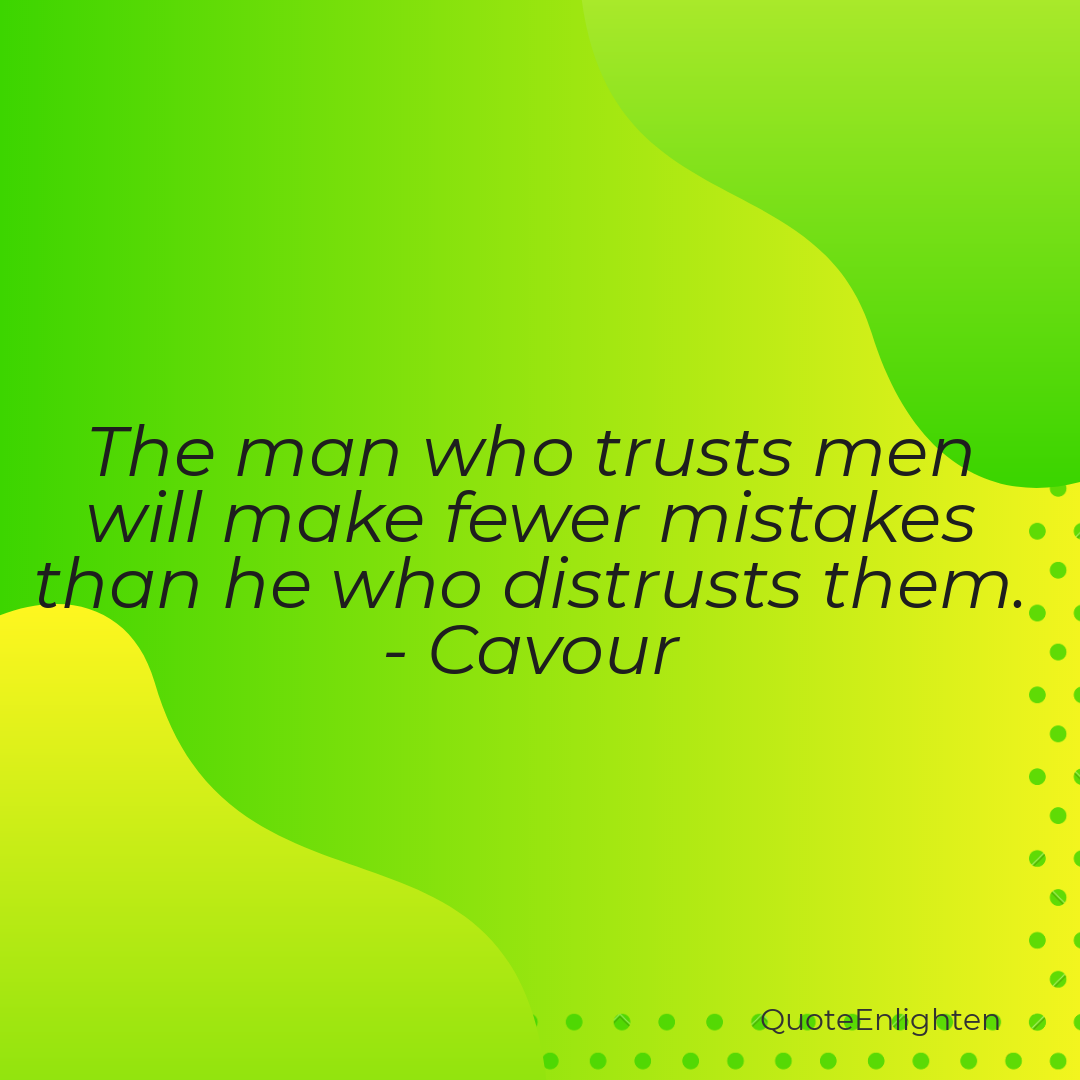 The man who trusts men
will make fewer mistakes
than he who distrusts them.
- Cavour
QuoteEnlighten